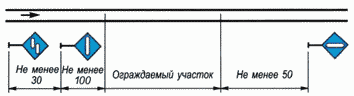 Не менее
30
Не менее
100
Ограждаемый участок
Не менее 50